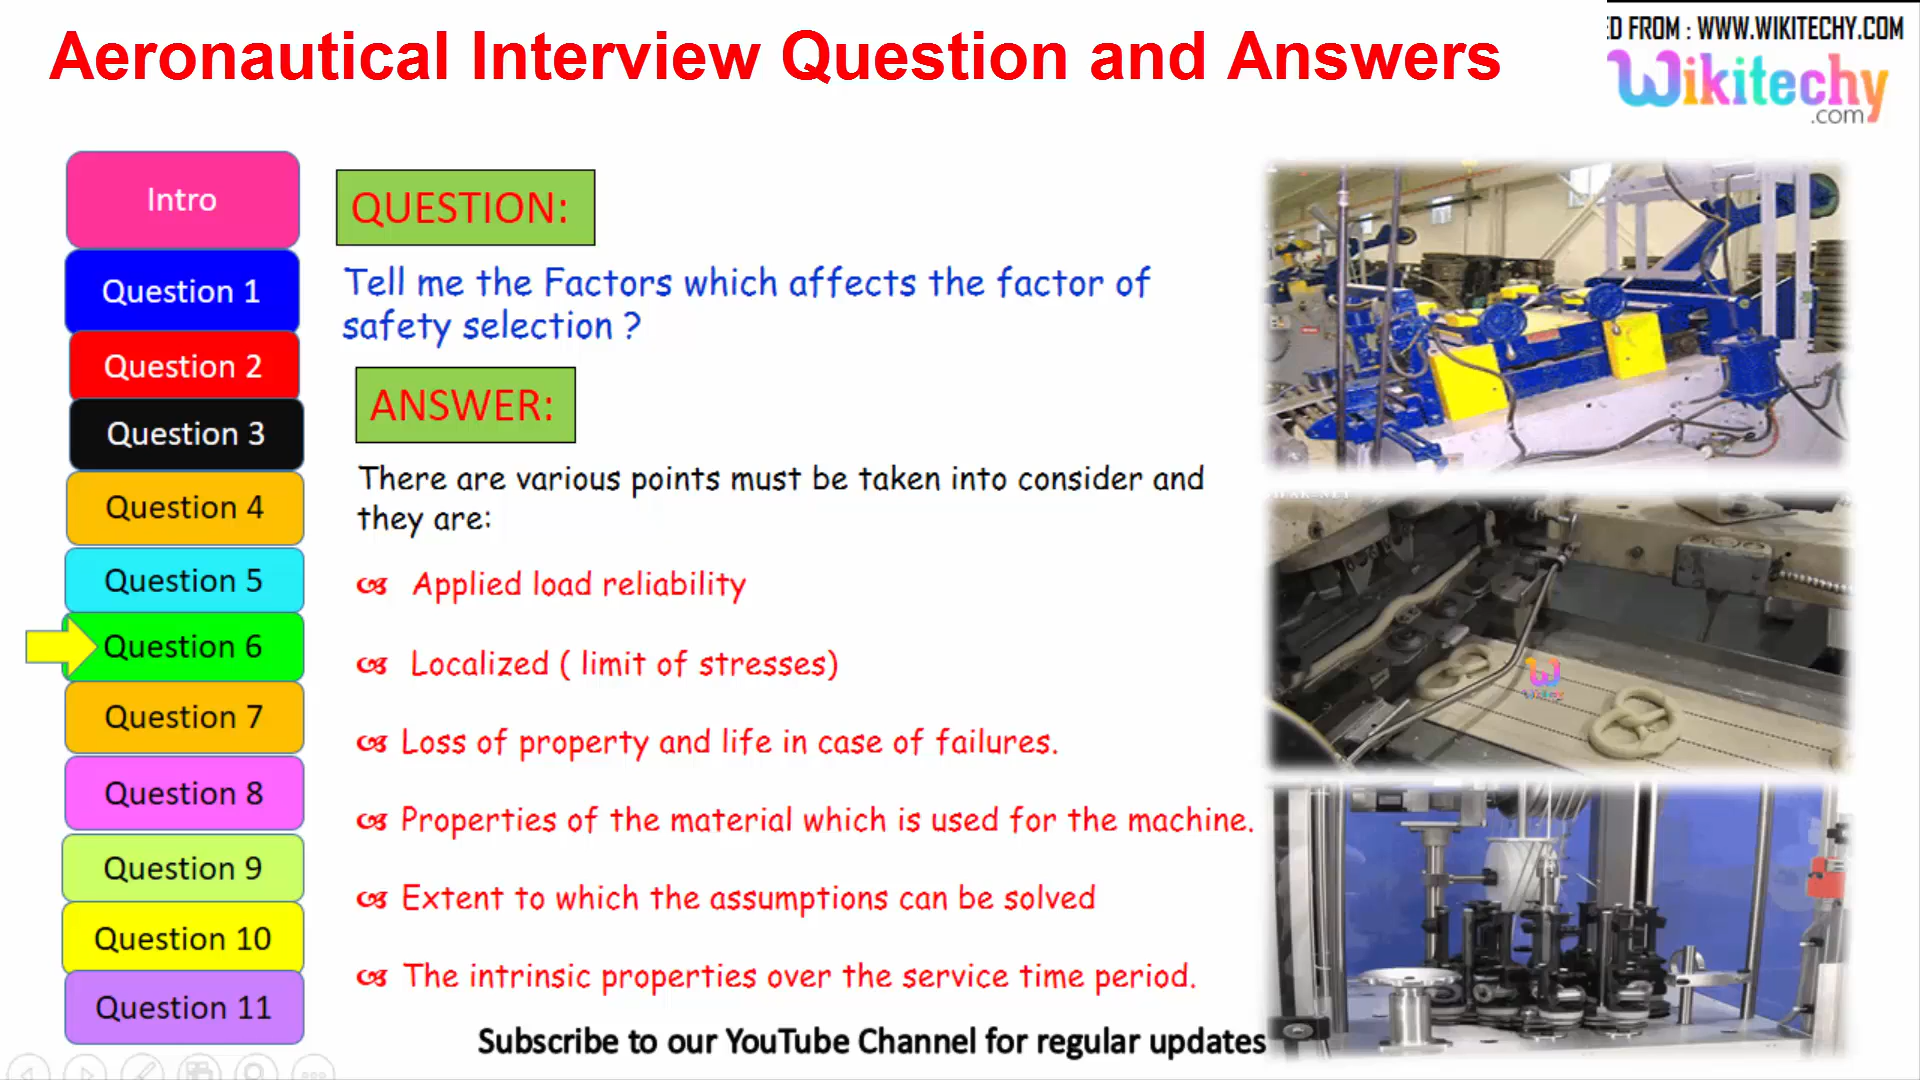 Aeronautical Interview Question and Answers
ED FROM : WWW.WIKITECHY.COM
Wikitechy
.com
Intro
Question 1
Question 2
Question 3
Question 4
Question 5
Question 6
Question 7
Question 8
Question 9
Question 10
Question 11
QUESTION:
Tell me the Factors which affects the factor of
safety selection ?
ANSWER:
There are various points must be taken into consider and
they are:
Applied load reliability
Localized ( limit of stresses)
Loss of property and life in case of failures.
Properties of the material which is used for the machine.
Extent to which the assumptions can be solved
The intrinsic properties over the service time period.
Subscribe to our YouTube Channel for regular updates